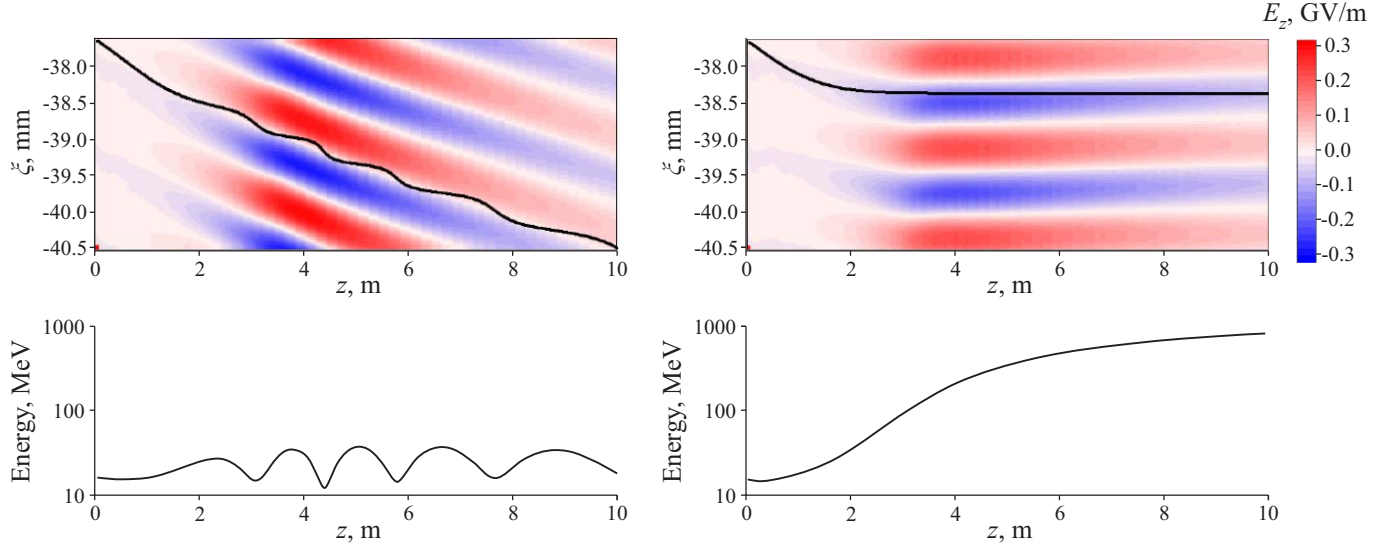 E_z, GV/m
ξ, mm
-38.0
-38.5
-39.0
-39.5
-40.0
-40.5
0 2 4 6 8 10
z, m
ξ, mm
-38.0
-38.5
-39.0
-39.5
-40.0
-40.5
0 2 4 6 8 10
z, m
0.3
0.2
0.1
0.0
-0.1
-0.2
-0.3
Energy, MeV
1000
100
10
0 2 4 6 8 10
z, m
Energy, MeV
1000
100
10
0 2 4 6 8 10
z, m